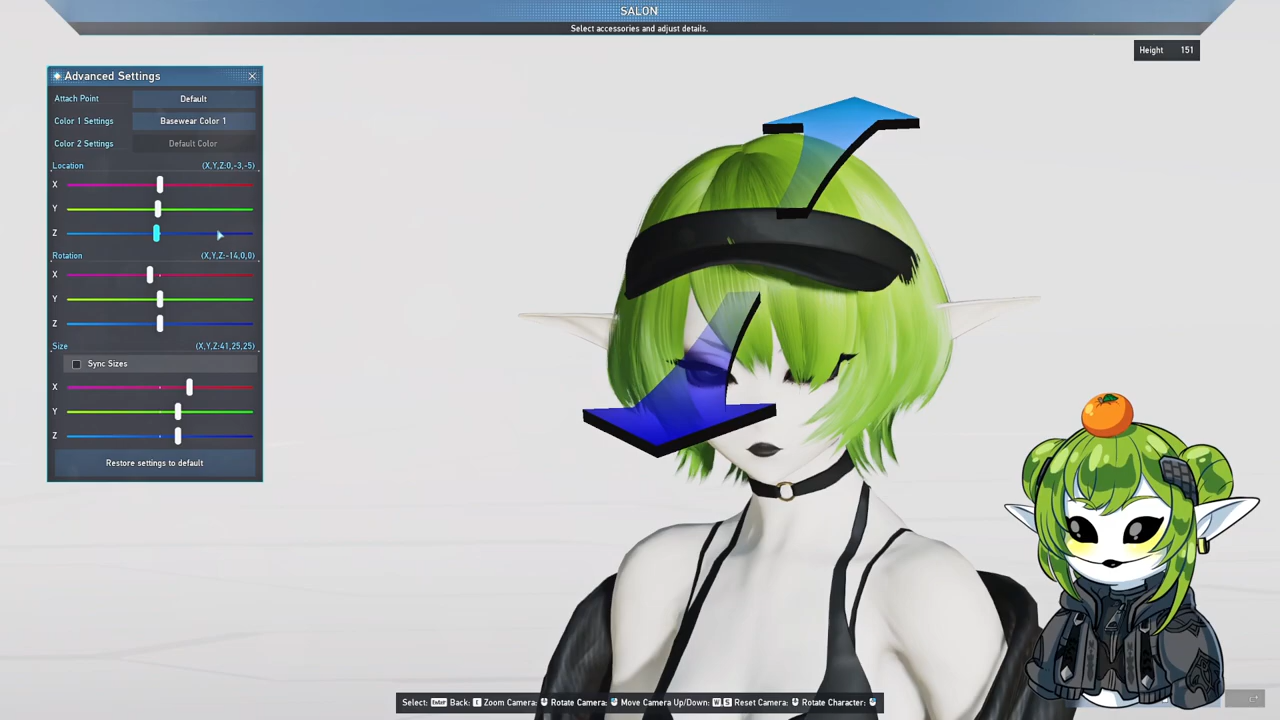 SALON
Select accessories and adjust details.
Height 151
Advanced Settings
Attach Point Default
Color 1 Settings Basewear Color 1
Color 2 Settings Default Color
Location (X,Y,Z:0,-3,-5)
X
Y
Z
Rotation (X,Y,Z:-14,0,0)
X
Y
Z
Size (X,Y,Z:41,25,25)
Sync Sizes
X
Y
Z
Restore settings to default
Select: Enter Back: Zoom Camera: Rotate Camera: Move Camera Up/Down: W,S Reset Camera: Rotate Character: